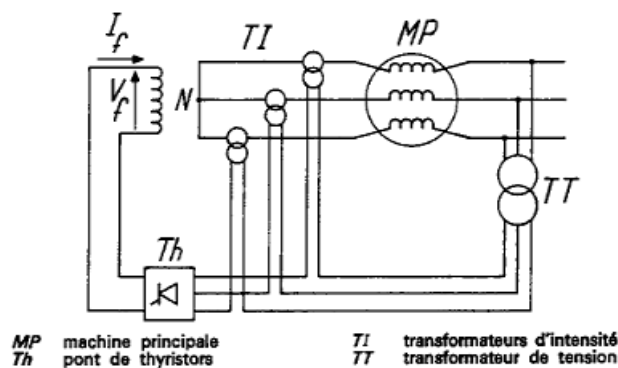 I_f
TI
MP
V_f
N
TT
Th
MP machine principale
Th pont de thyristors
TI transformateurs d'intensité
TT transformateur de tension